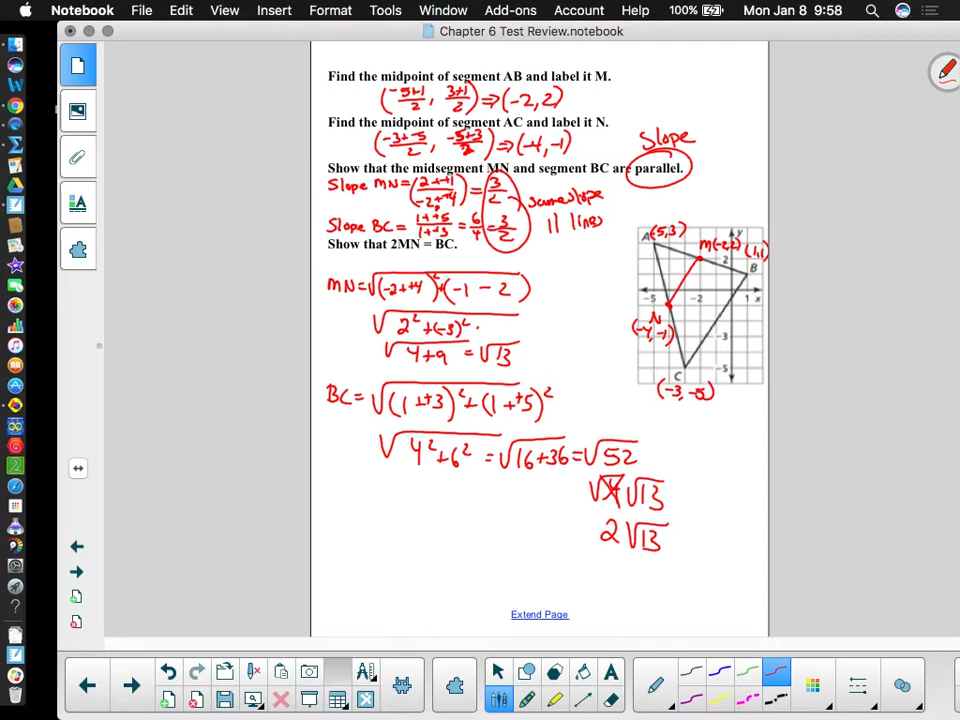 Notebook File Edit View Insert Format Tools Window Add-ons Help 100% Mon Jan 8 9:58
Chapter 6 Test Review.notebook
Find the midpoint of segment AB and label it M.
(-5+1/2, 3+1/2) ⇒ (-2, 2)
Find the midpoint of segment AC and label it N.
(-3+-5/2, -5+3/2) ⇒ (-4, -1)
Slope
Show that the midsegment MN and segment BC are parallel.
Slope MN = (2++1/-2++4) = 3/2
same slope
Slope BC = 1++5/1++3 = 6/4 = 3/2
|| lines
Show that 2MN = BC.
MN = √(-2++4)²+(-1-2)
√2²+(-3)²
√4+9 = √13
BC = √(1++3)²+(1++5)²
√4²+6² = √16+36 = √52
√4 √13
2√13
A (-5,3)
y
M(-2,2) (1,1)
2
B
-5 -2 1 x
N
(-4,-1)
-3
-5
C
(-3,-5)
Extend Page